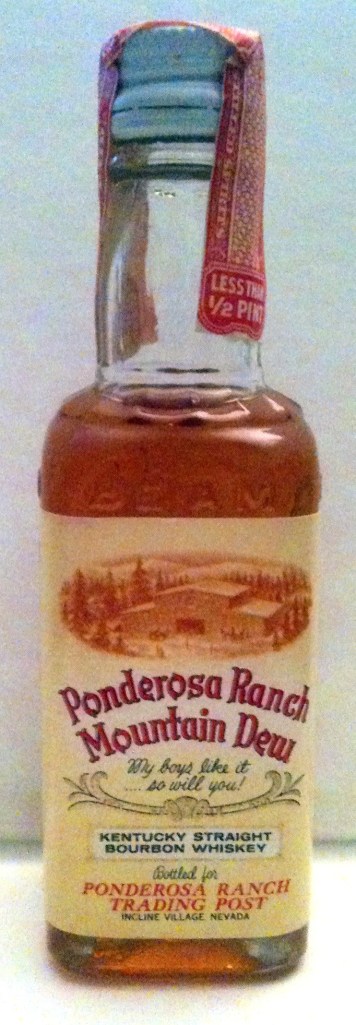 LESS THAN
1/2 PINT
BEAM
Ponderosa Ranch
Mountain Dew
My boys like it
.... so will you!
KENTUCKY STRAIGHT
BOURBON WHISKEY
Bottled for
PONDEROSA RANCH
TRADING POST
INCLINE VILLAGE, NEVADA